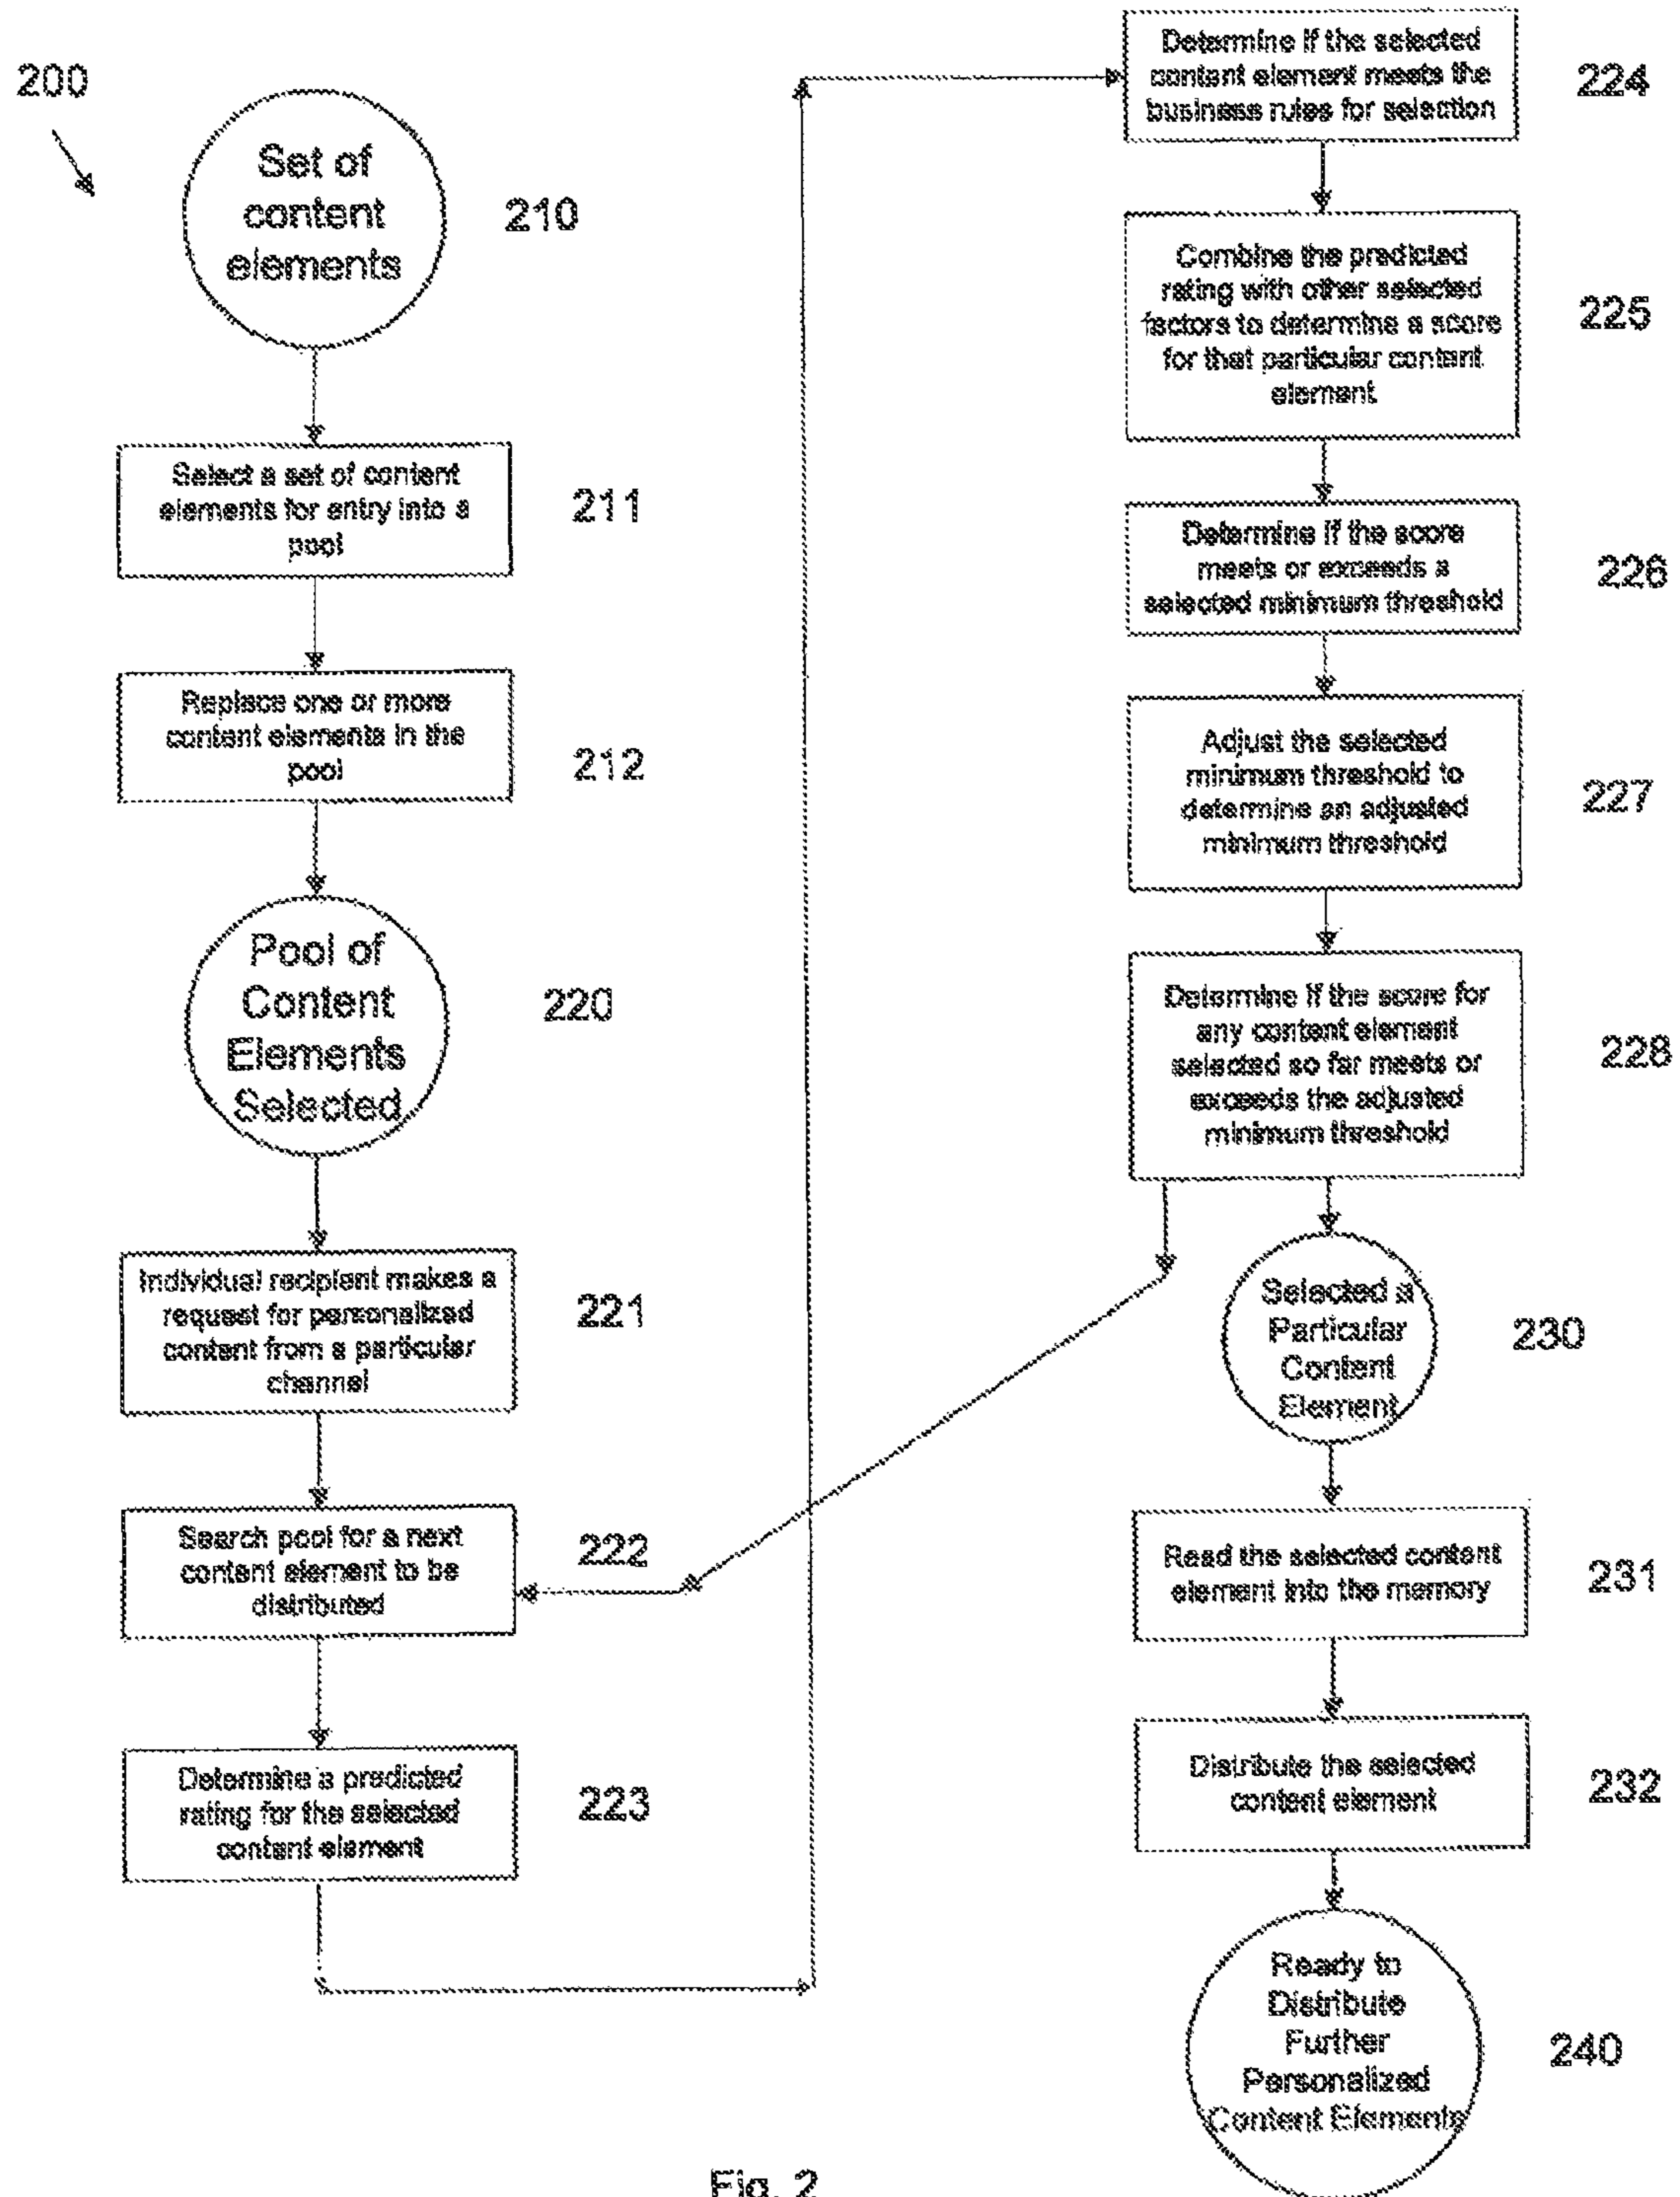 200
Set of
content
elements
210
Select a set of content
elements for entry into a
pool
211
Replace one or more
content elements in the
pool
212
Pool of
Content
Elements
Selected
220
Individual recipient makes a
request for personalized
content from a particular
channel
221
Search pool for a next
content element to be
distributed
222
Determine a predicted
rating for the selected
content element
223
Determine if the selected
content element meets the
business rules for selection
224
Combine the predicted
rating with other selected
factors to determine a score
for that particular content
element
225
Determine if the score
meets or exceeds a
selected minimum threshold
226
Adjust the selected
minimum threshold to
determine an adjusted
minimum threshold
227
Determine if the score for
any content element
selected so far meets or
exceeds the adjusted
minimum threshold
228
Selected a
Particular
Content
Element
230
Read the selected content
element into the memory
231
Distribute the selected
content element
232
Ready to
Distribute
Further
Personalized
Content Elements
240
Fig. 2